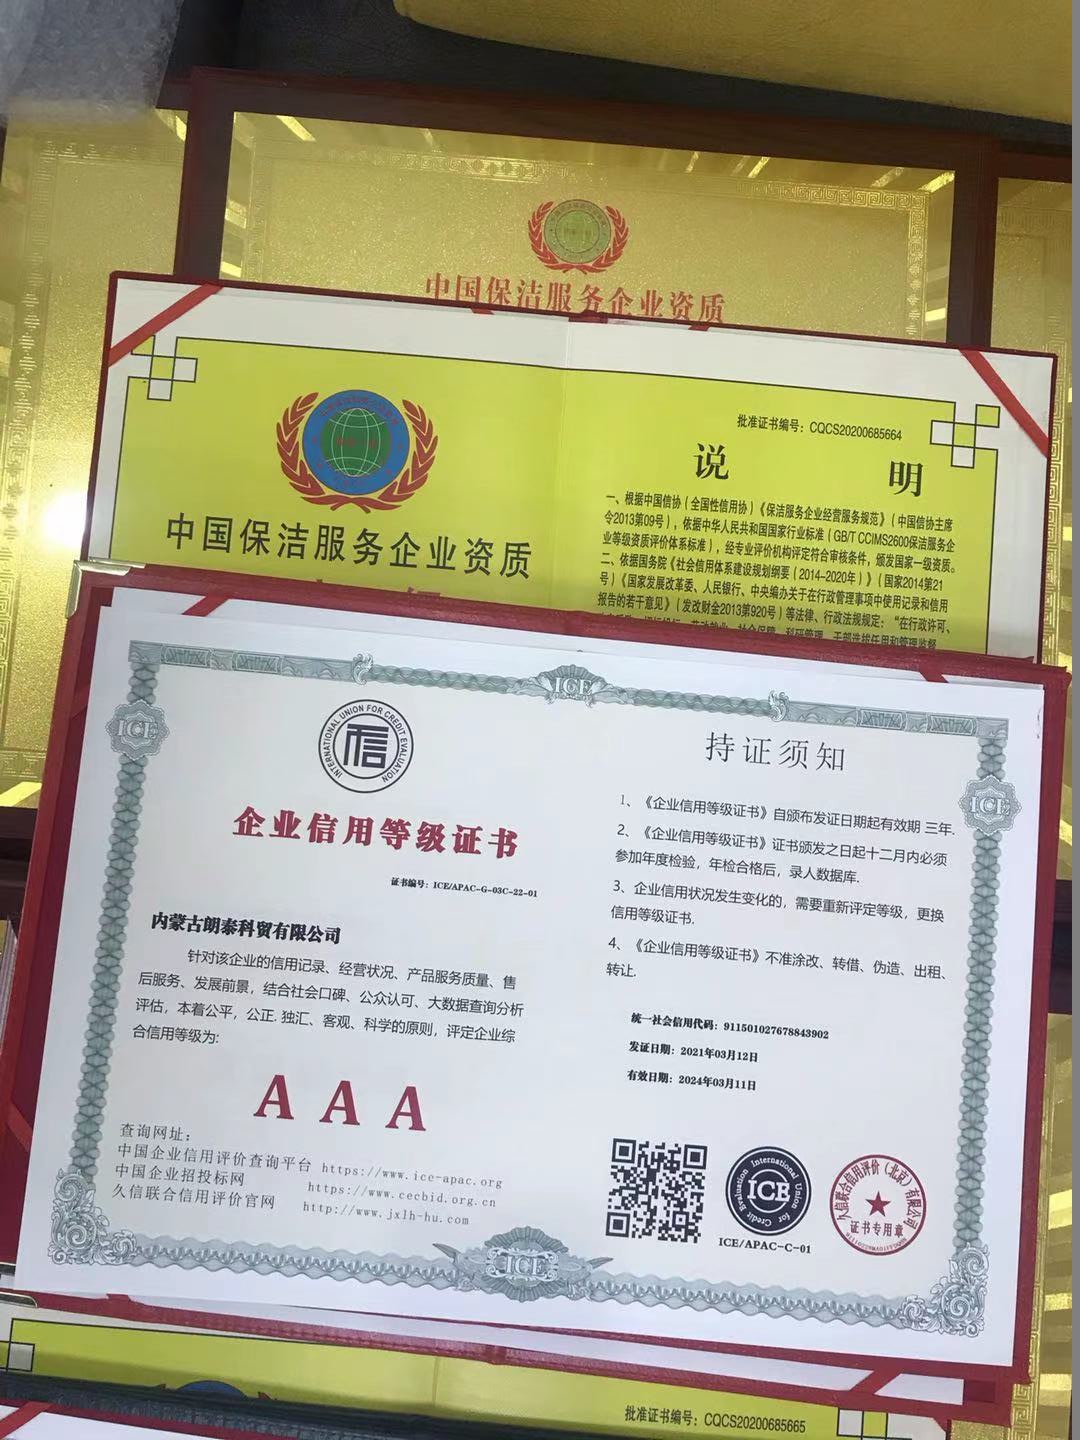 中国保洁服务企业资质
中国保洁服务企业资质
批准证书编号：CQCS20200685664
说 明
一、根据中国信协（全国性信用协）《保洁服务企业经营服务规范》（中国信协主席
令2013第09号），依据中华人民共和国国家行业标准（GB/T CCIMS2600保洁服务企
业等级资质评价体系标准），经专业评价机构评定符合审核条件，颁发国家一级资质。
二、依据国务院《社会信用体系建设规划纲要（2014-2020年）》（国家2014第21
号）《国家发展改革委、人民银行、中央编办关于在行政管理事项中使用记录和信用
报告的若干意见》（发改财金2013第920号）等法律、行政法规规定：“在行政许可、
ICE
ICE
ICE
INTERNATIONAL UNION FOR CREDIT EVALUATION
信
企业信用等级证书
证书编号：ICE/APAC-G-03C-22-01
内蒙古朗泰科贸有限公司
针对该企业的信用记录、经营状况、产品服务质量、售
后服务、发展前景，结合社会口碑、公众认可、大数据查询分析
评估，本着公平，公正.独汇、客观、科学的原则，评定企业综
合信用等级为:
AAA
查询网址：
中国企业信用评价查询平台 https://www.ice-apac.org
中国企业招投标网 https://www.cecbid.org.cn
久信联合信用评价官网 http://www.jxlh-hu.com
持证须知
1、《企业信用等级证书》自颁布发证日期起有效期 三年.
2、《企业信用等级证书》证书颁发之日起十二月内必须
参加年度检验，年检合格后，录人数据库.
3、企业信用状况发生变化的，需要重新评定等级，更换
信用等级证书.
4、《企业信用等级证书》不准涂改、转借、伪造、出租、
转让.
统一社会信用代码：911501027678843902
发证日期：2021年03月12日
有效日期：2024年03月11日
International Union for Credit Evaluation
ICE
ICE/APAC-C-01
久信联合信用评价（北京）有限公司
证书专用章
ICE
批准证书编号：CQCS20200685665